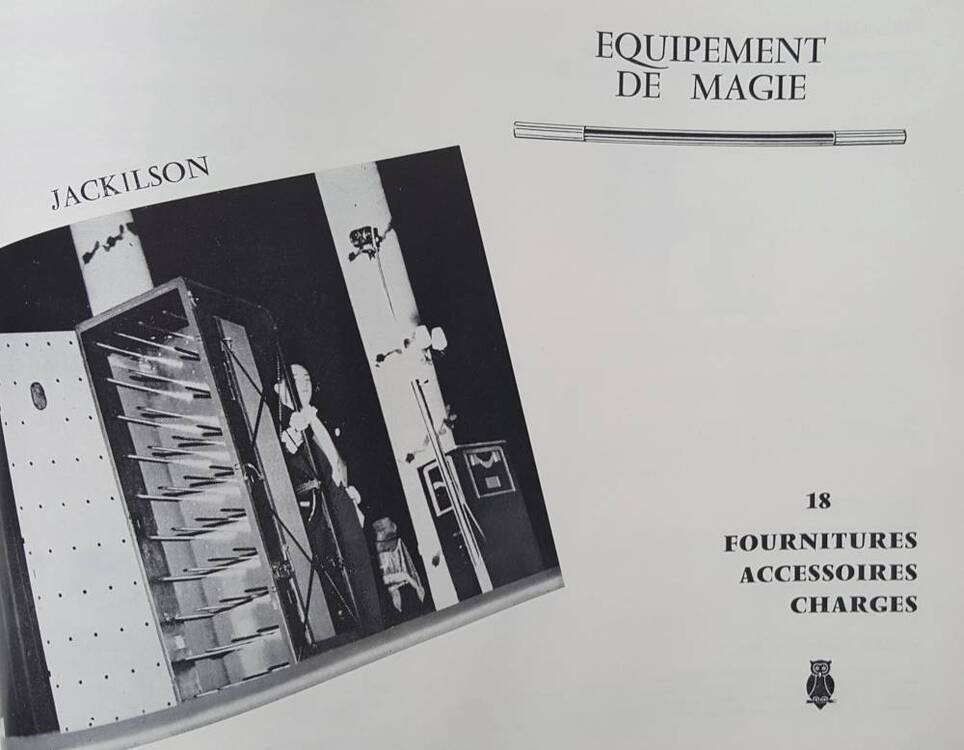 EQUIPEMENT
DE MAGIE
JACKILSON
18
FOURNITURES
ACCESSOIRES
CHARGES